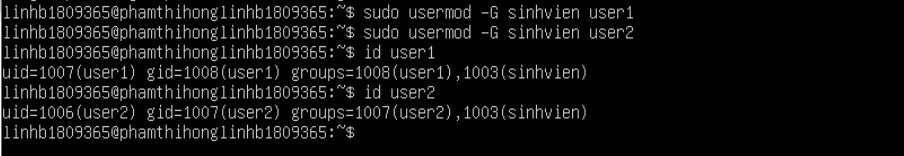 linhb1809365@phamthihonglinhb1809365:~$ sudo usermod -G sinhvien user1
linhb1809365@phamthihonglinhb1809365:~$ sudo usermod -G sinhvien user2
linhb1809365@phamthihonglinhb1809365:~$ id user1
uid=1007(user1) gid=1008(user1) groups=1008(user1),1003(sinhvien)
linhb1809365@phamthihonglinhb1809365:~$ id user2
uid=1006(user2) gid=1007(user2) groups=1007(user2),1003(sinhvien)
linhb1809365@phamthihonglinhb1809365:~$